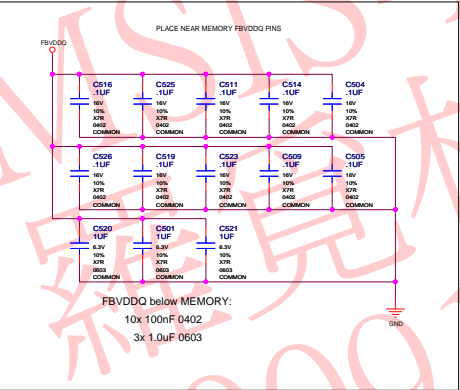 PLACE NEAR MEMORY FBVDDQ PINS
FBVDDQ
C516 C525 C511 C514 C504
.1UF .1UF .1UF .1UF .1UF
16V 16V 16V 16V 16V
10% 10% 10% 10% 10%
X7R X7R X7R X7R X7R
0402 0402 0402 0402 0402
COMMON COMMON COMMON COMMON COMMON
C526 C519 C523 C509 C505
.1UF .1UF .1UF .1UF .1UF
16V 16V 16V 16V 16V
10% 10% 10% 10% 10%
X7R X7R X7R X7R X7R
0402 0402 0402 0402 0402
COMMON COMMON COMMON COMMON COMMON
C520 C501 C521
1UF 1UF 1UF
6.3V 6.3V 6.3V
10% 10% 10%
X7R X7R X7R
0603 0603 0603
COMMON COMMON COMMON
FBVDDQ below MEMORY:
10x 100nF 0402
3x 1.0uF 0603
GND